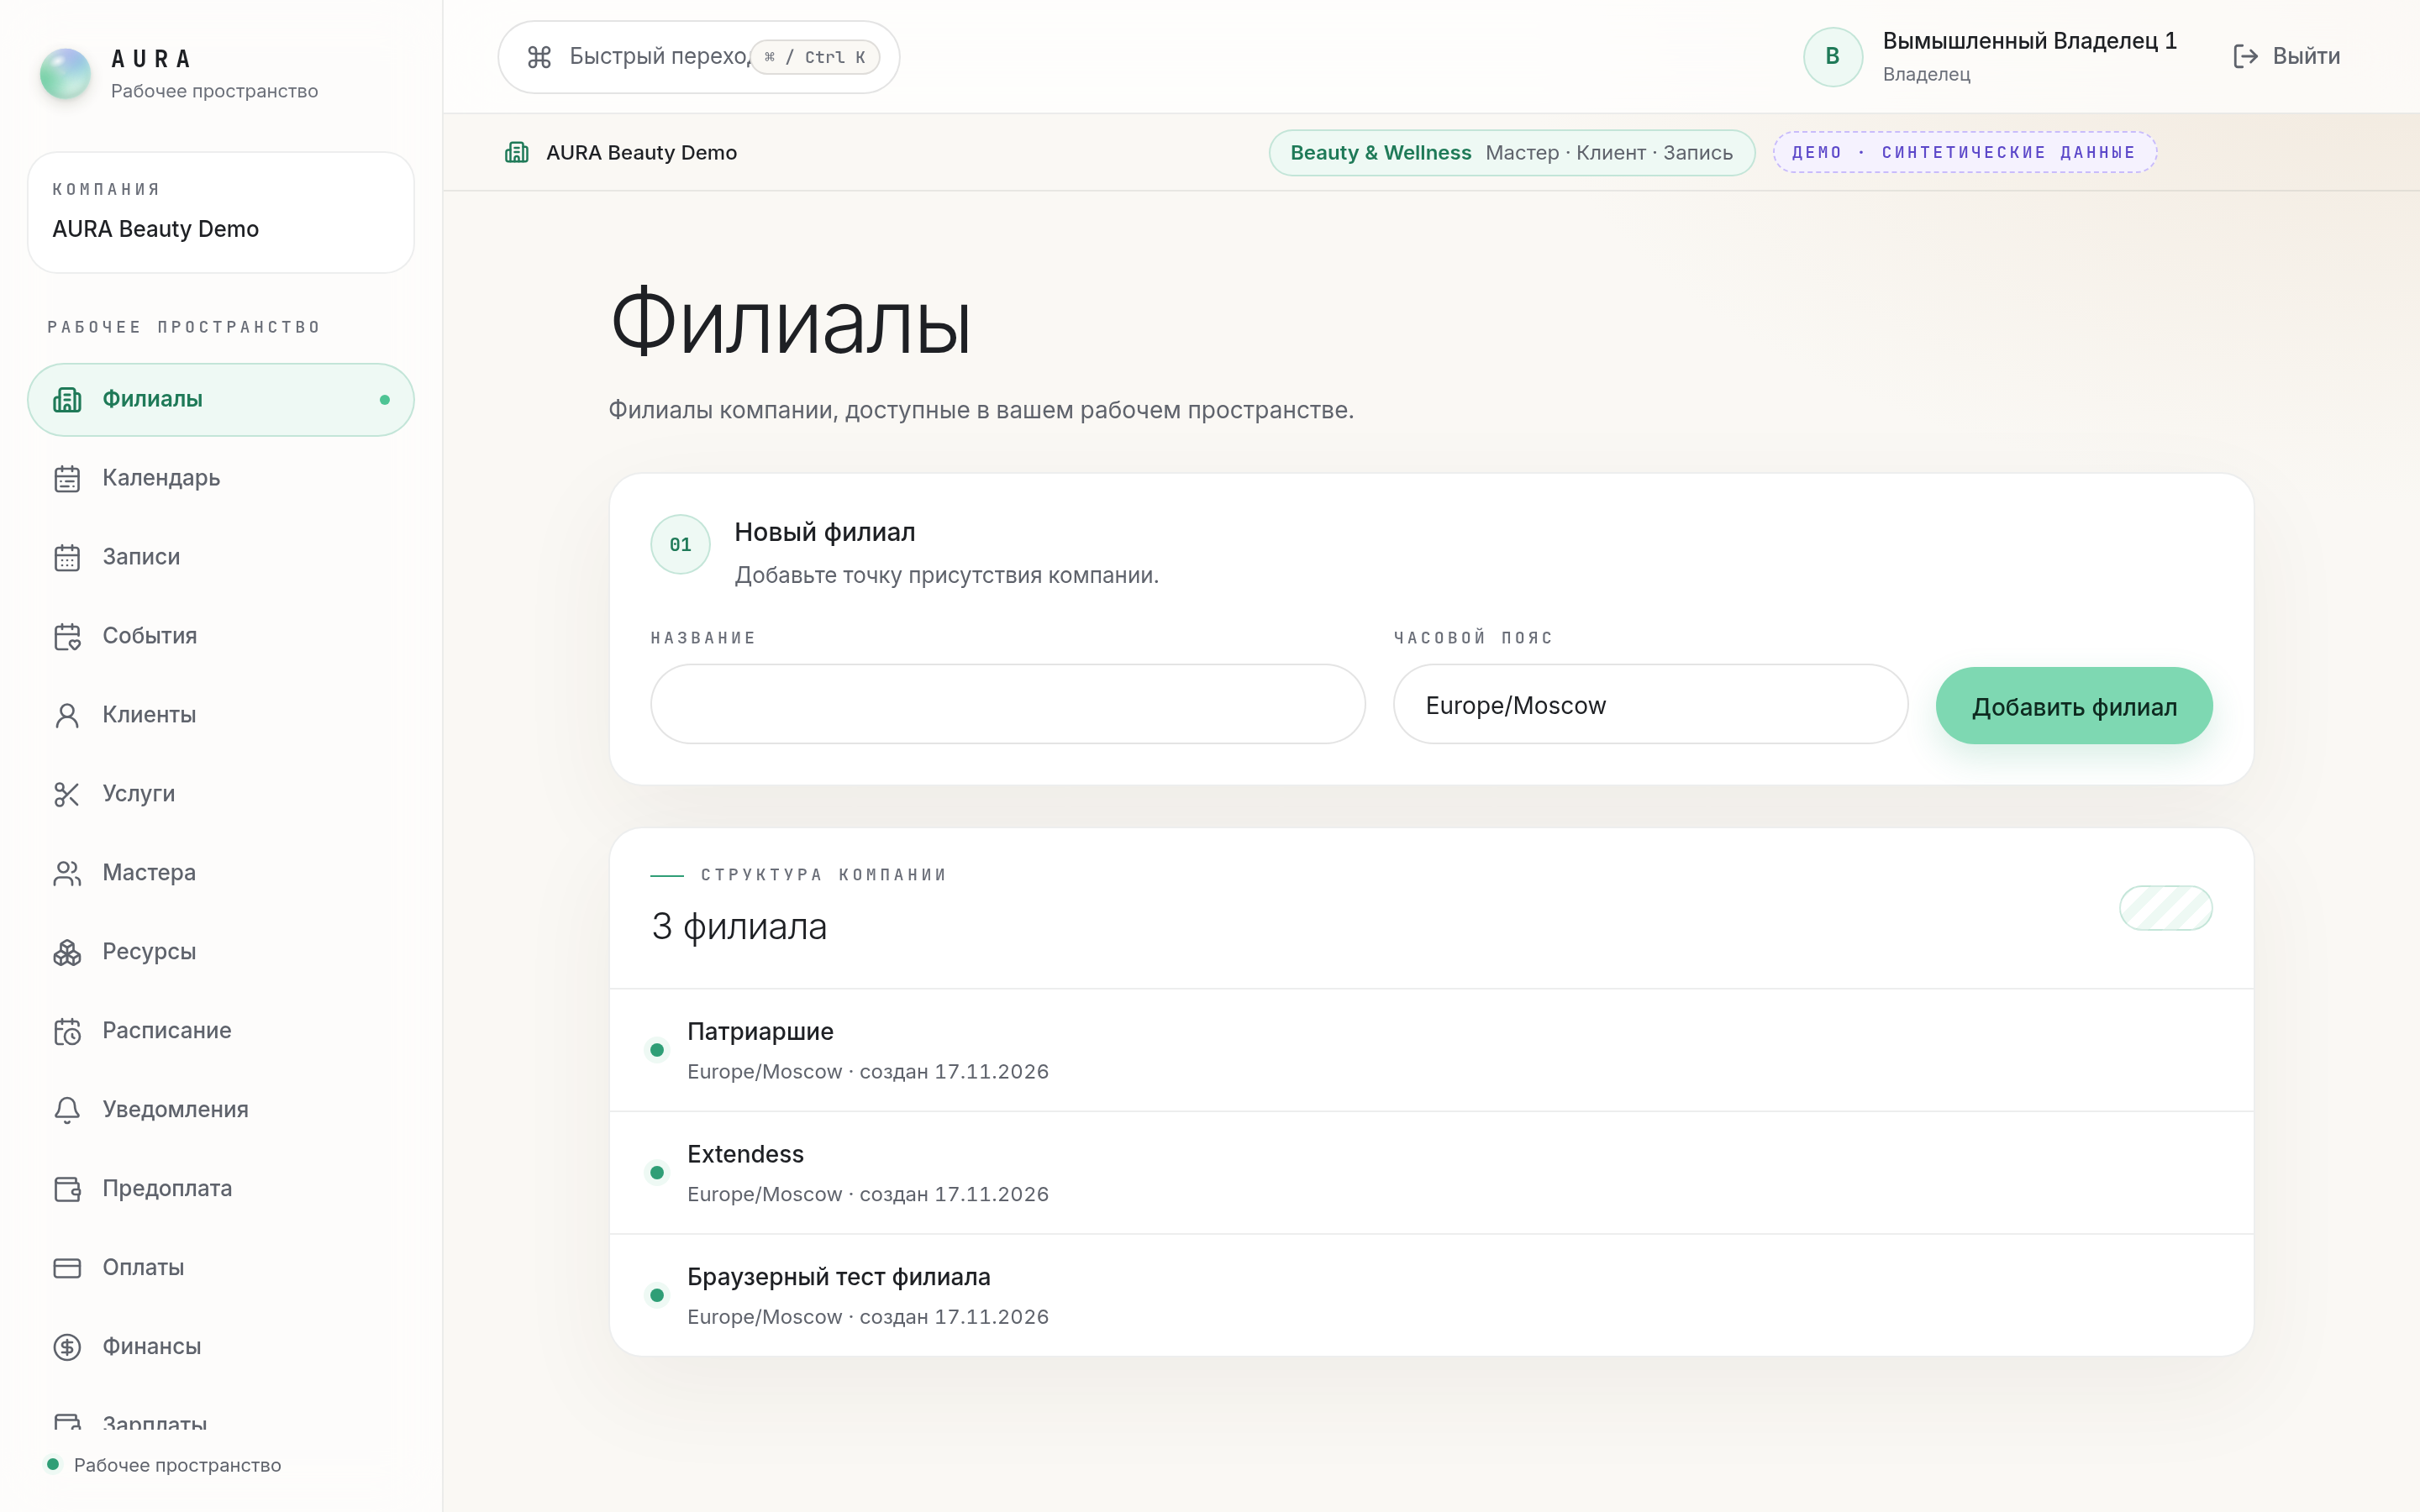 AURA
Рабочее пространство
КОМПАНИЯ
AURA Beauty Demo
РАБОЧЕЕ ПРОСТРАНСТВО
Филиалы
Календарь
Записи
События
Клиенты
Услуги
Мастера
Ресурсы
Расписание
Уведомления
Предоплата
Оплаты
Финансы
Зарплаты
Рабочее пространство
Быстрый переход ⌘ / Ctrl K
В
Вымышленный Владелец 1
Владелец
Выйти
AURA Beauty Demo
Beauty & Wellness Мастер · Клиент · Запись
ДЕМО · СИНТЕТИЧЕСКИЕ ДАННЫЕ
Филиалы
Филиалы компании, доступные в вашем рабочем пространстве.
01
Новый филиал
Добавьте точку присутствия компании.
НАЗВАНИЕ
ЧАСОВОЙ ПОЯС
Europe/Moscow
Добавить филиал
СТРУКТУРА КОМПАНИИ
3 филиала
Патриаршие
Europe/Moscow · создан 17.11.2026
Extendess
Europe/Moscow · создан 17.11.2026
Браузерный тест филиала
Europe/Moscow · создан 17.11.2026